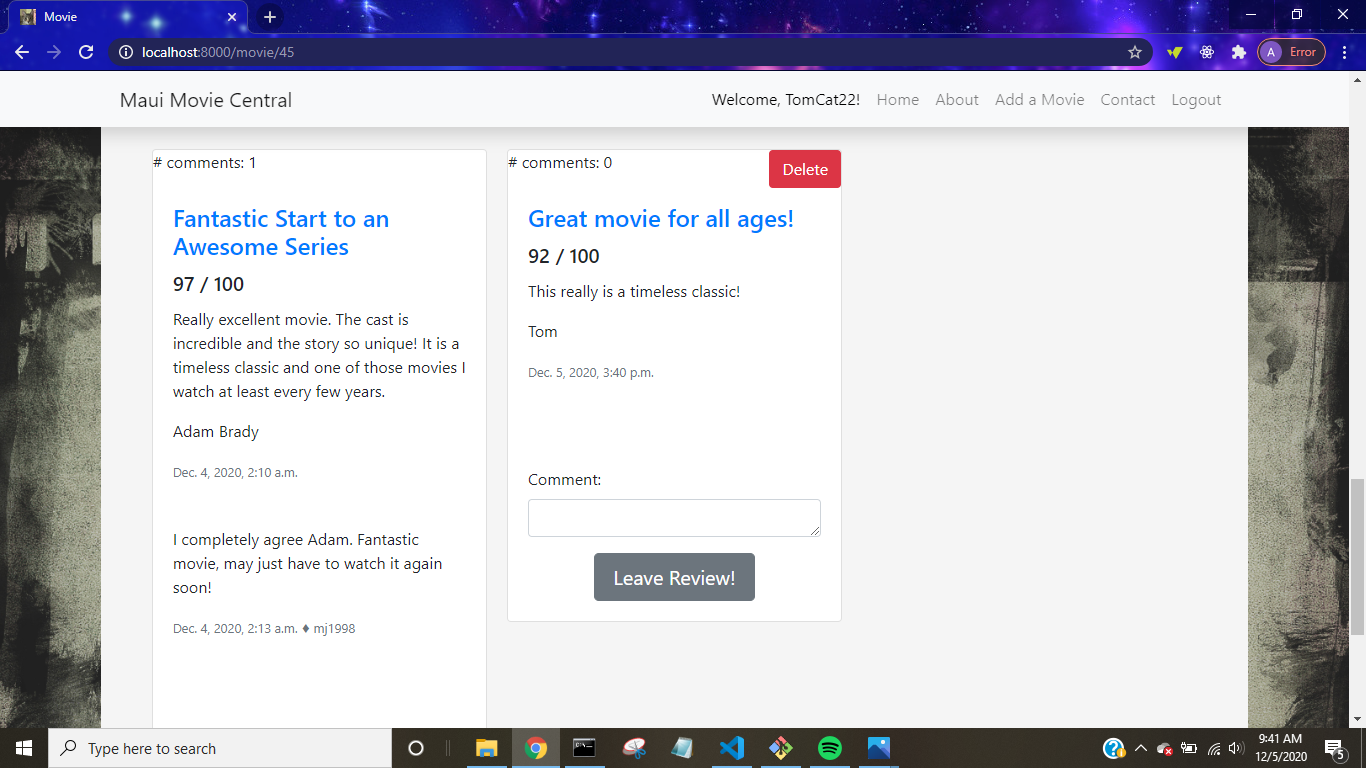 Movie
localhost:8000/movie/45
A Error
Maui Movie Central
Welcome, TomCat22! Home About Add a Movie Contact Logout
# comments: 1
Fantastic Start to an
Awesome Series
97 / 100
Really excellent movie. The cast is
incredible and the story so unique! It is a
timeless classic and one of those movies I
watch at least every few years.
Adam Brady
Dec. 4, 2020, 2:10 a.m.
I completely agree Adam. Fantastic
movie, may just have to watch it again
soon!
Dec. 4, 2020, 2:13 a.m. ♦ mj1998
# comments: 0
Delete
Great movie for all ages!
92 / 100
This really is a timeless classic!
Tom
Dec. 5, 2020, 3:40 p.m.
Comment:
Leave Review!
Type here to search
9:41 AM
12/5/2020
5